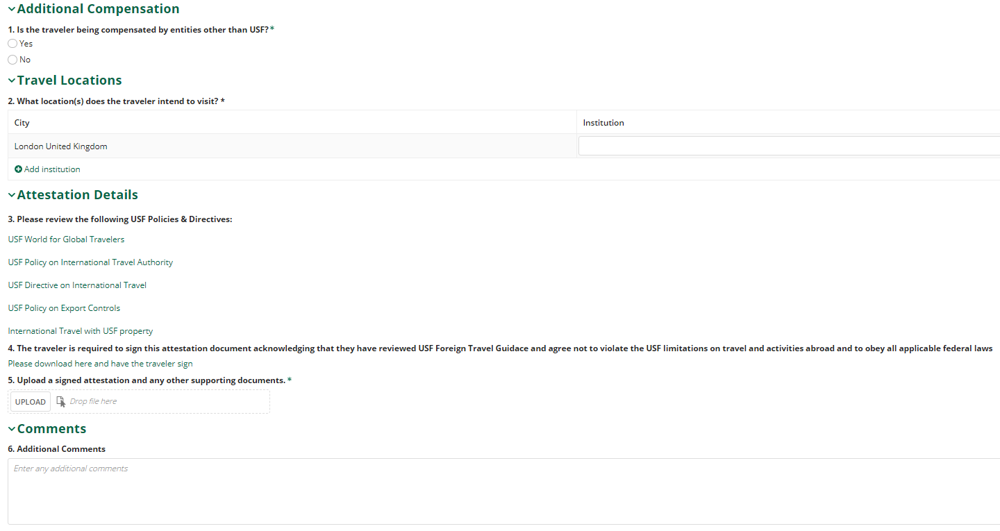 Additional Compensation
1. Is the traveler being compensated by entities other than USF?*
Yes
No
Travel Locations
2. What location(s) does the traveler intend to visit? *
City Institution
London United Kingdom
Add institution
Attestation Details
3. Please review the following USF Policies & Directives:
USF World for Global Travelers
USF Policy on International Travel Authority
USF Directive on International Travel
USF Policy on Export Controls
International Travel with USF property
4. The traveler is required to sign this attestation document acknowledging that they have reviewed USF Foreign Travel Guidace and agree not to violate the USF limitations on travel and activities abroad and to obey all applicable federal laws
Please download here and have the traveler sign
5. Upload a signed attestation and any other supporting documents. *
UPLOAD Drop file here
Comments
6. Additional Comments
Enter any additional comments